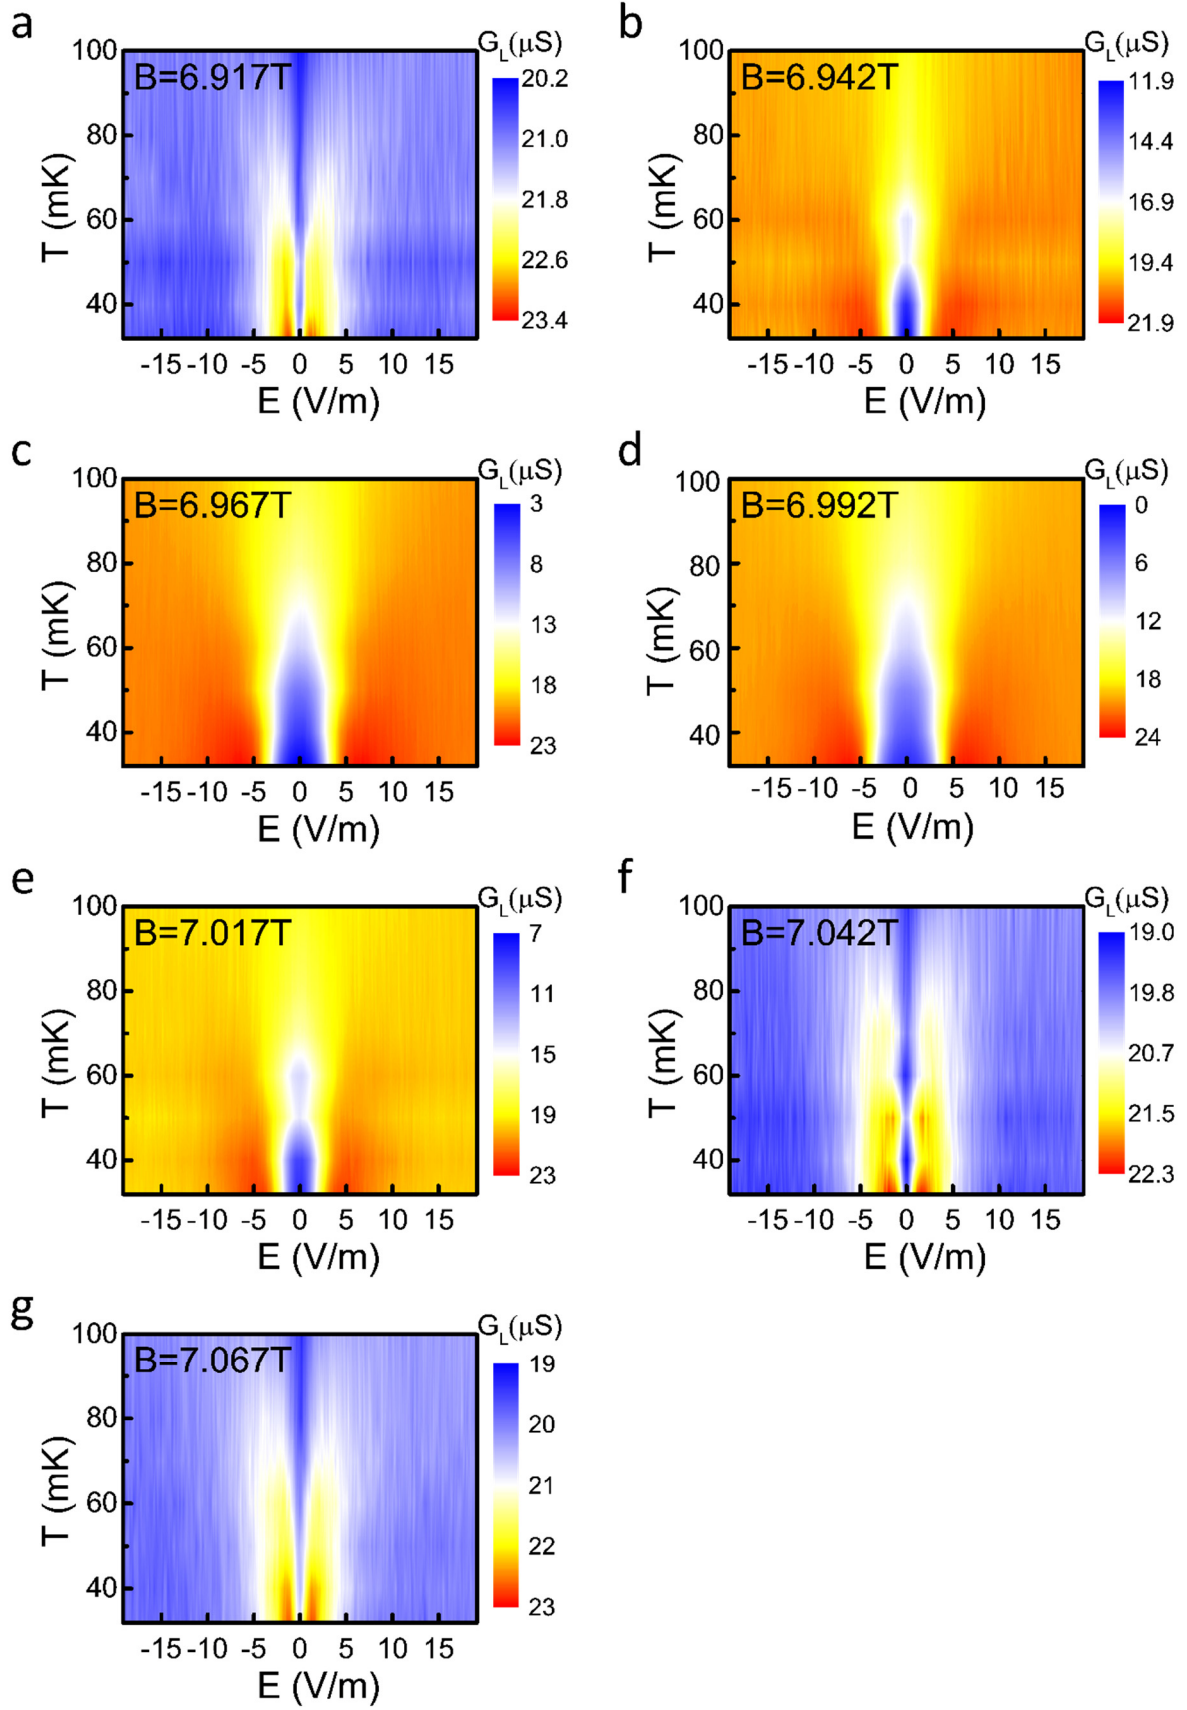 a
G_L(μS)
B=6.917T
100
80
60
40
T (mK)
20.2
21.0
21.8
22.6
23.4
-15 -10 -5 0 5 10 15
E (V/m)
b
G_L(μS)
B=6.942T
100
80
60
40
T (mK)
11.9
14.4
16.9
19.4
21.9
-15 -10 -5 0 5 10 15
E (V/m)
c
G_L(μS)
B=6.967T
100
80
60
40
T (mK)
3
8
13
18
23
-15 -10 -5 0 5 10 15
E (V/m)
d
G_L(μS)
B=6.992T
100
80
60
40
T (mK)
0
6
12
18
24
-15 -10 -5 0 5 10 15
E (V/m)
e
G_L(μS)
B=7.017T
100
80
60
40
T (mK)
7
11
15
19
23
-15 -10 -5 0 5 10 15
E (V/m)
f
G_L(μS)
B=7.042T
100
80
60
40
T (mK)
19.0
19.8
20.7
21.5
22.3
-15 -10 -5 0 5 10 15
E (V/m)
g
G_L(μS)
B=7.067T
100
80
60
40
T (mK)
19
20
21
22
23
-15 -10 -5 0 5 10 15
E (V/m)